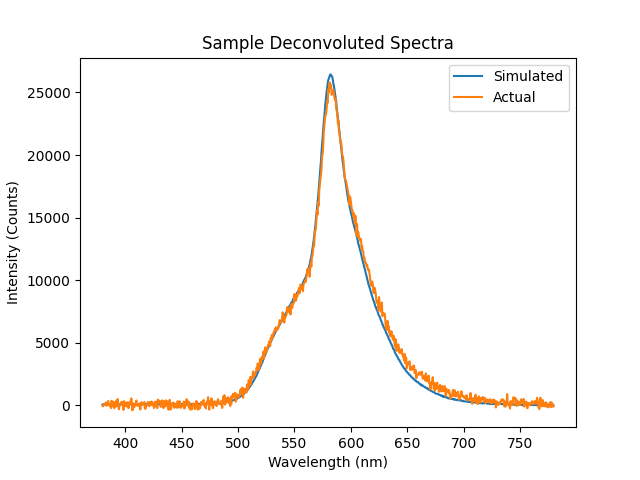 Sample Deconvoluted Spectra
Simulated
Actual
Intensity (Counts)
25000
20000
15000
10000
5000
0
400 450 500 550 600 650 700 750
Wavelength (nm)